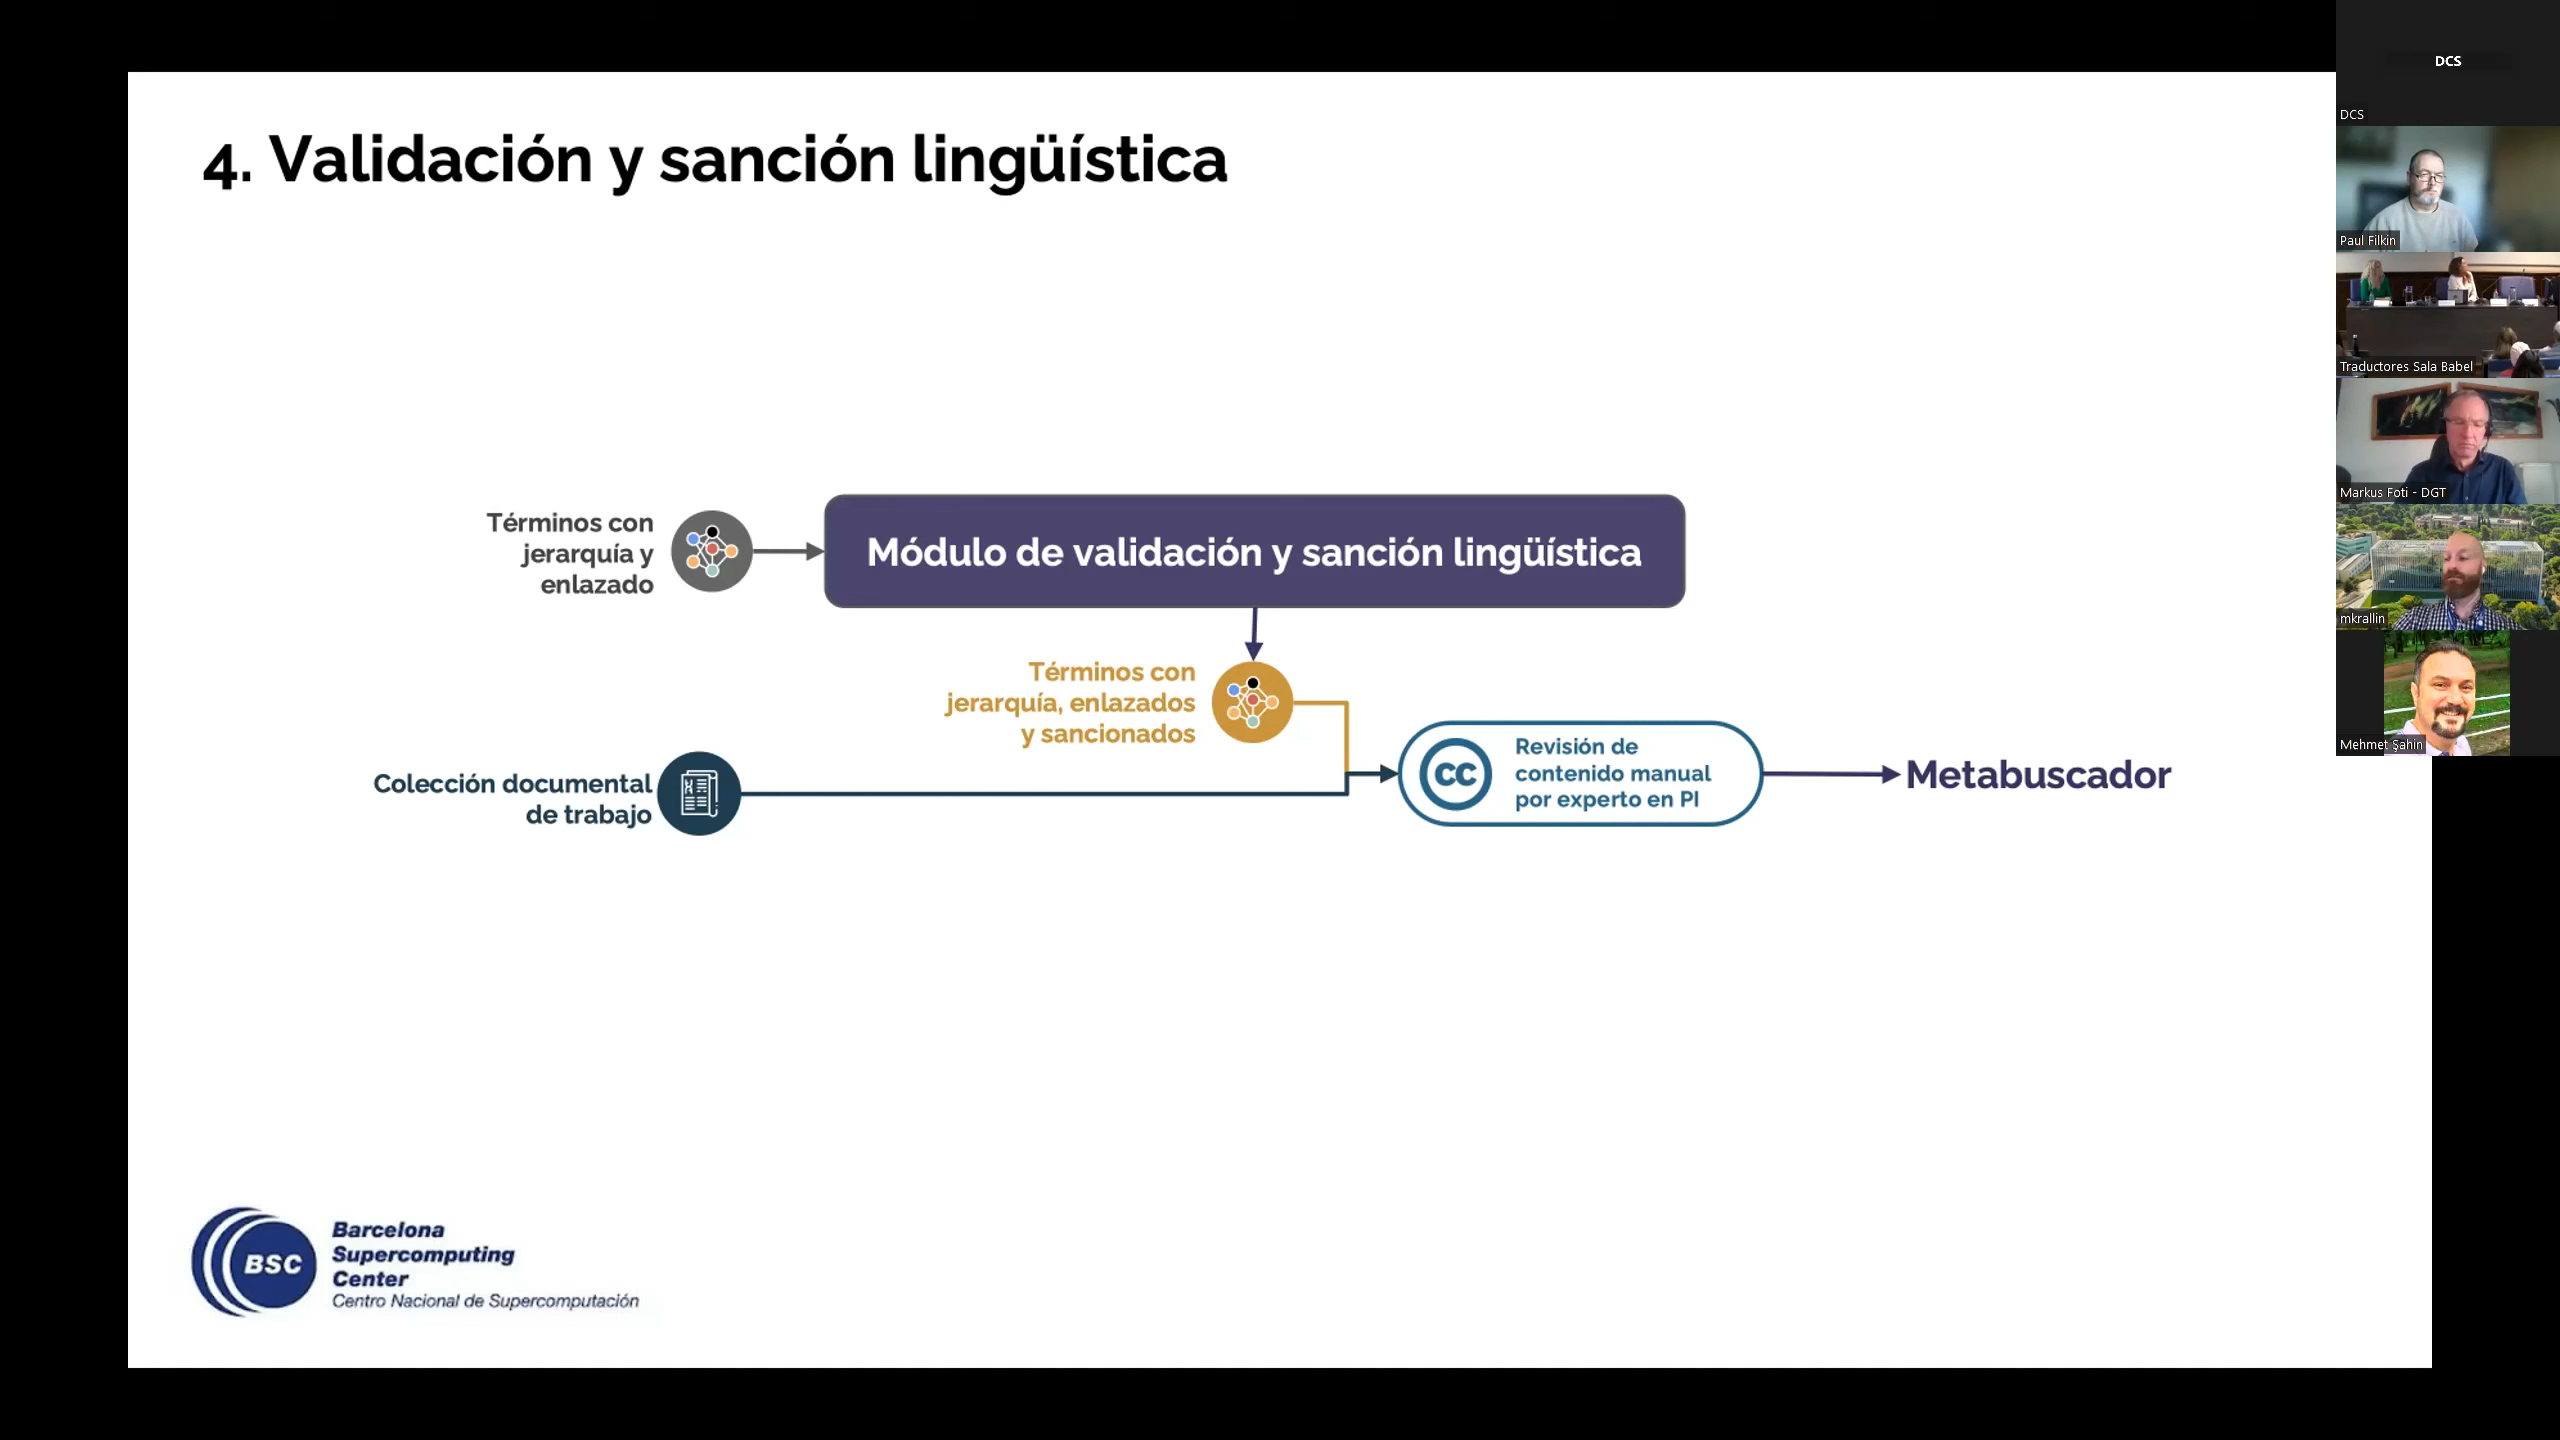 4. Validación y sanción lingüística
Términos con
jerarquía y
enlazado
Módulo de validación y sanción lingüística
Términos con
jerarquía, enlazados
y sancionados
Colección documental
de trabajo
CC
Revisión de
contenido manual
por experto en PI
Metabuscador
BSC
Barcelona
Supercomputing
Center
Centro Nacional de Supercomputación
DCS
DCS
Paul Filkin
Traductores Sala Babel
Markus Foti - DGT
mkrallin
Mehmet Şahin